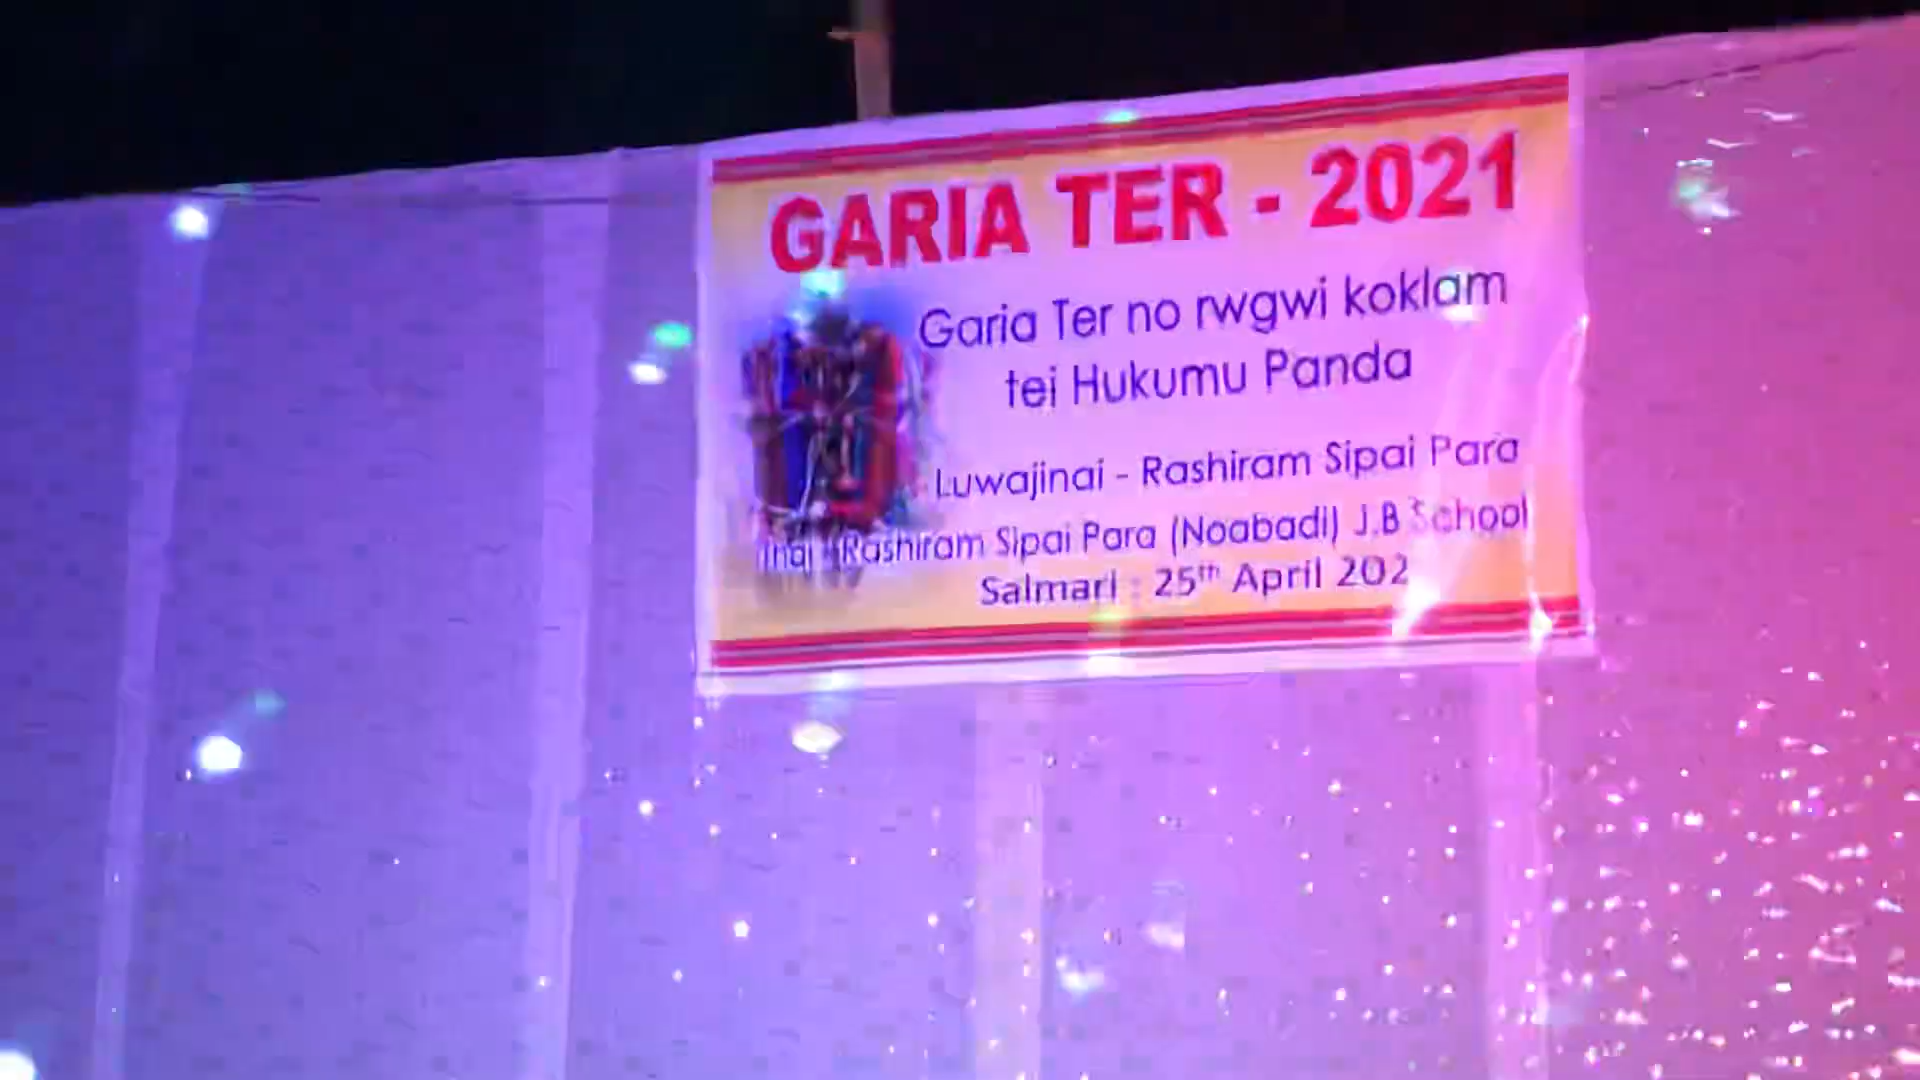 GARIA TER - 2021
Garia Ter no rwgwi koklam
tei Hukumu Panda
Luwajinai - Rashiram Sipai Para
Rashiram Sipai Para (Noabadi) J.B School
Salmari : 25th April 202